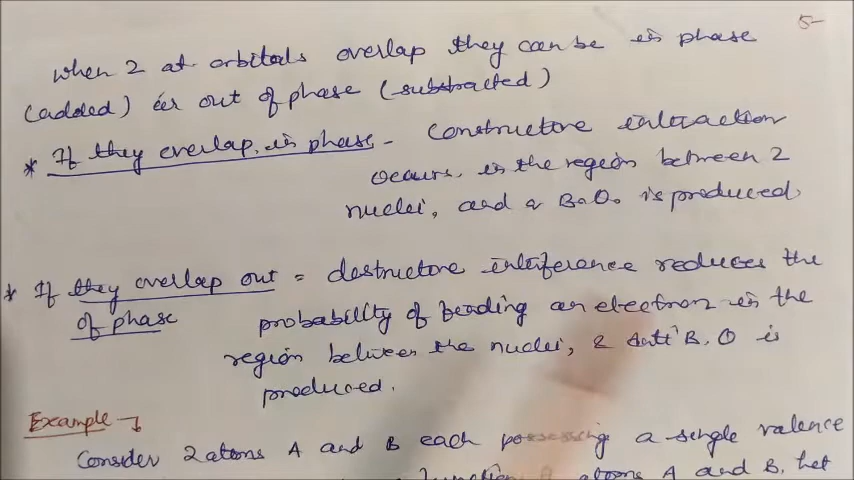 5-
when 2 at orbitals overlap they can be in phase
(added) or out of phase (subtracted)
* If they overlap in phase - constructive interaction
occurs, in the region between 2
nuclei, and a B.O. is produced
* If they overlap out = destructive interference reduces the
of phase probability of finding an electron in the
region between the nuclei, & anti B.O is
produced.
Example
Consider 2 atoms A and B each possessing a single valence
atoms A and B. Let